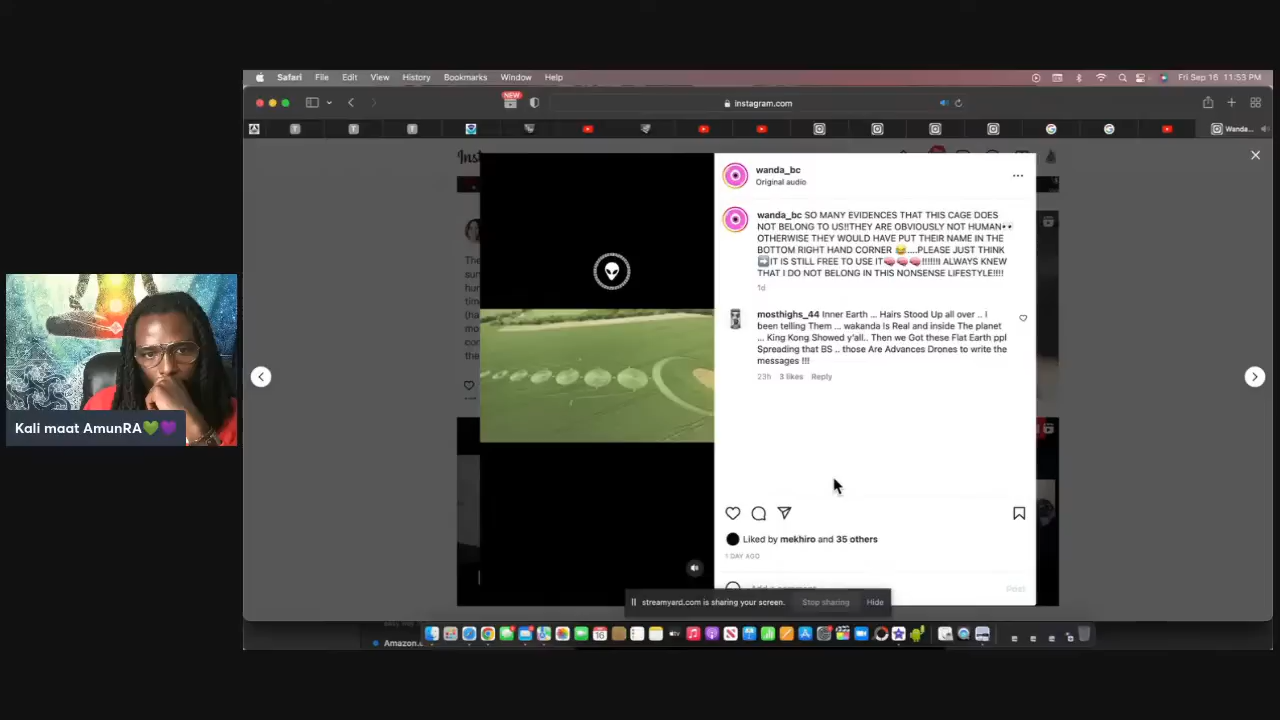 Safari File Edit View History Bookmarks Window Help Fri Sep 16 11:53 PM
NEW
instagram.com
Wanda...
wanda_bc
Original audio
wanda_bc SO MANY EVIDENCES THAT THIS CAGE DOES
NOT BELONG TO US!!THEY ARE OBVIOUSLY NOT HUMAN👀
OTHERWISE THEY WOULD HAVE PUT THEIR NAME IN THE
BOTTOM RIGHT HAND CORNER 😂....PLEASE JUST THINK
➡️IT IS STILL FREE TO USE IT🧠🧠🧠!!!!!!! ALWAYS KNEW
THAT I DO NOT BELONG IN THIS NONSENSE LIFESTYLE!!!!
1d
mosthighs_44 Inner Earth ... Hairs Stood Up all over .. I
been telling Them ... wakanda Is Real and inside The planet
... King Kong Showed y'all.. Then we Got these Flat Earth ppl
Spreading that BS .. those Are Advances Drones to write the
messages !!!
23h 3 likes Reply
Kali maat AmunRA💚💜
Liked by mekhiro and 35 others
1 DAY AGO
Add a comment...
Post
streamyard.com is sharing your screen. Stop sharing Hide
Amazon.c